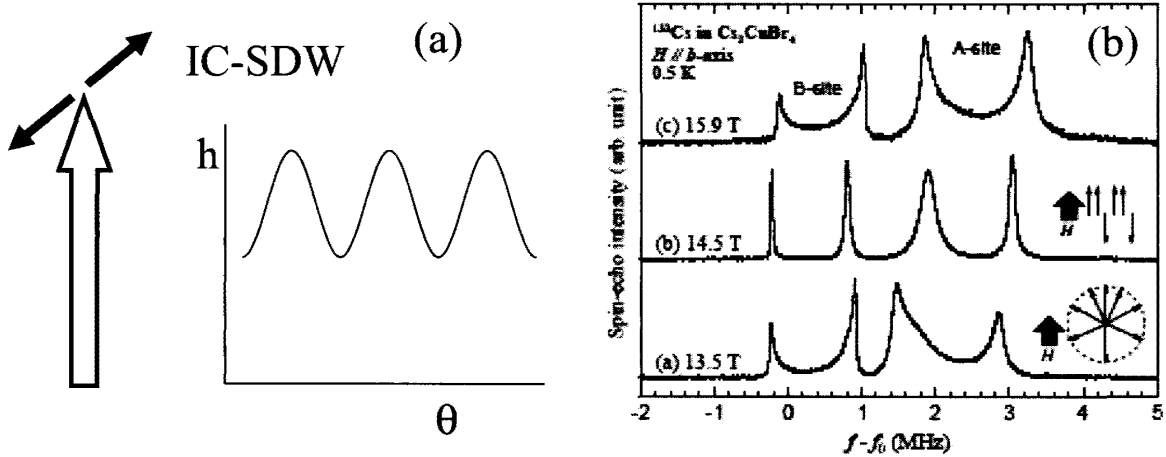 (a)
IC-SDW
h
θ
(b)
¹³³Cs in Cs₂CuBr₄
H // b-axis
0.5 K
A-site
B-site
(c) 15.9 T
(b) 14.5 T
H
(a) 13.5 T
H
Spin-echo intensity (arb. unit)
-2 -1 0 1 2 3 4 5
f-f₀ (MHz)